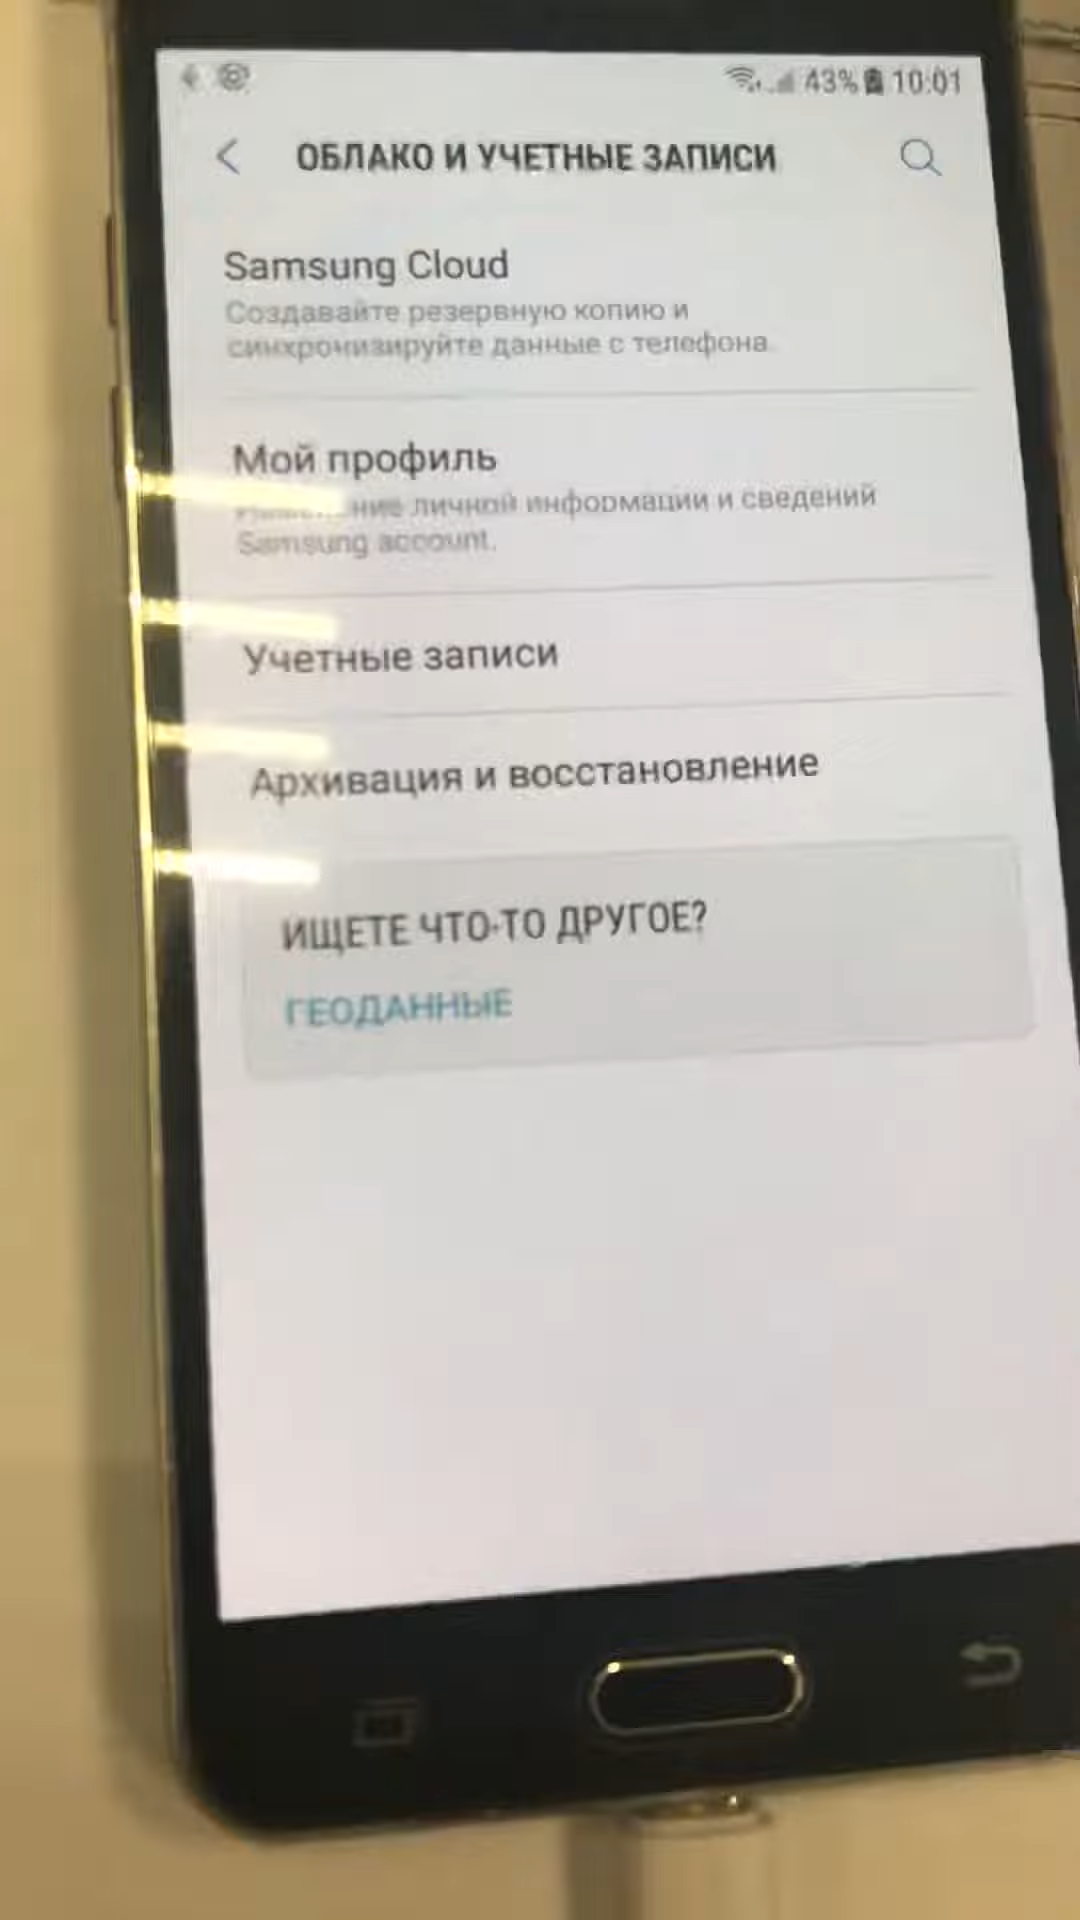 43% 10:01
ОБЛАКО И УЧЕТНЫЕ ЗАПИСИ
Samsung Cloud
Создавайте резервную копию и
синхронизируйте данные с телефона.
Мой профиль
личной информации и сведений
Samsung account.
Учетные записи
Архивация и восстановление
ИЩЕТЕ ЧТО-ТО ДРУГОЕ?
ГЕОДАННЫЕ